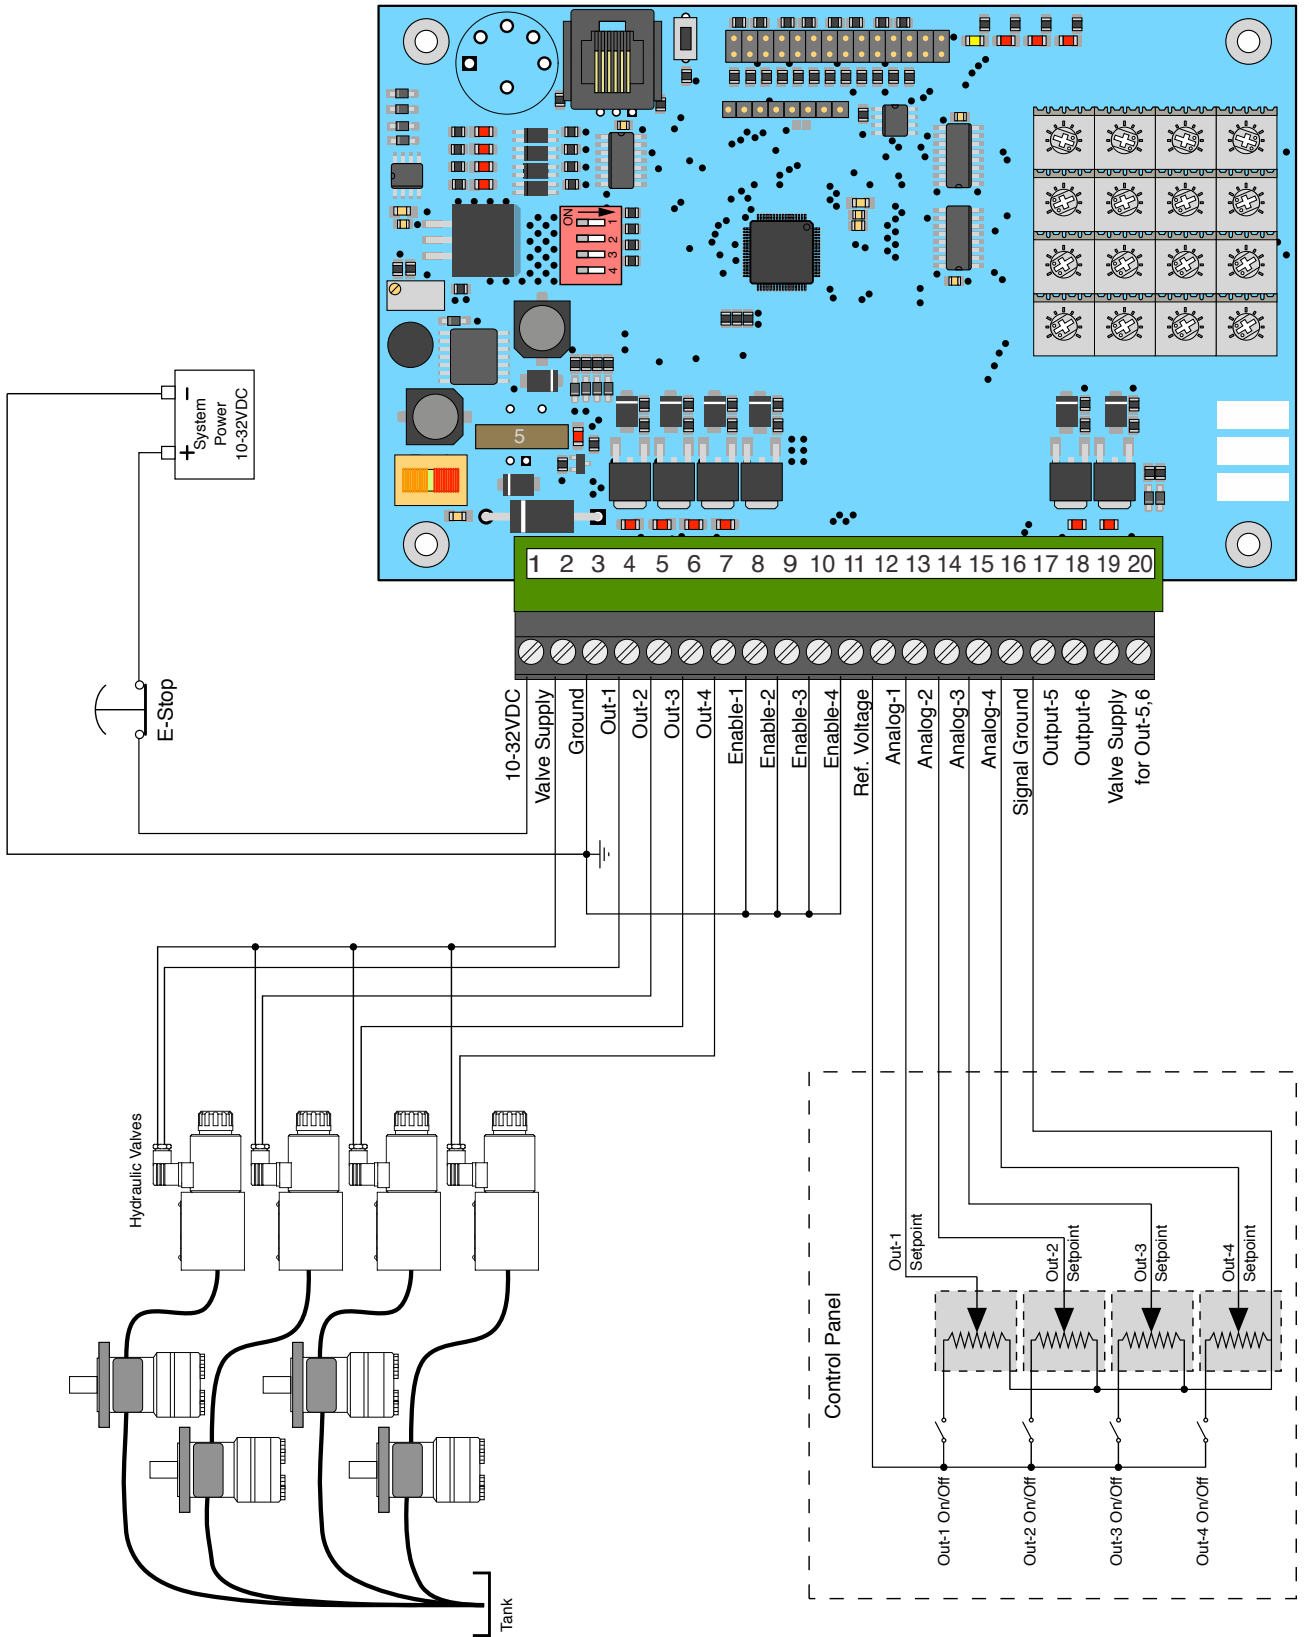 ON
1
2
3
4
5
-
+
System
Power
10-32VDC
E-Stop
1 2 3 4 5 6 7 8 9 10 11 12 13 14 15 16 17 18 19 20
10-32VDC
Valve Supply
Ground
Out-1
Out-2
Out-3
Out-4
Enable-1
Enable-2
Enable-3
Enable-4
Ref. Voltage
Analog-1
Analog-2
Analog-3
Analog-4
Signal Ground
Output-5
Output-6
Valve Supply
for Out-5,6
Hydraulic Valves
Tank
Control Panel
Out-1
Setpoint
Out-2
Setpoint
Out-3
Setpoint
Out-4
Setpoint
Out-1 On/Off
Out-2 On/Off
Out-3 On/Off
Out-4 On/Off